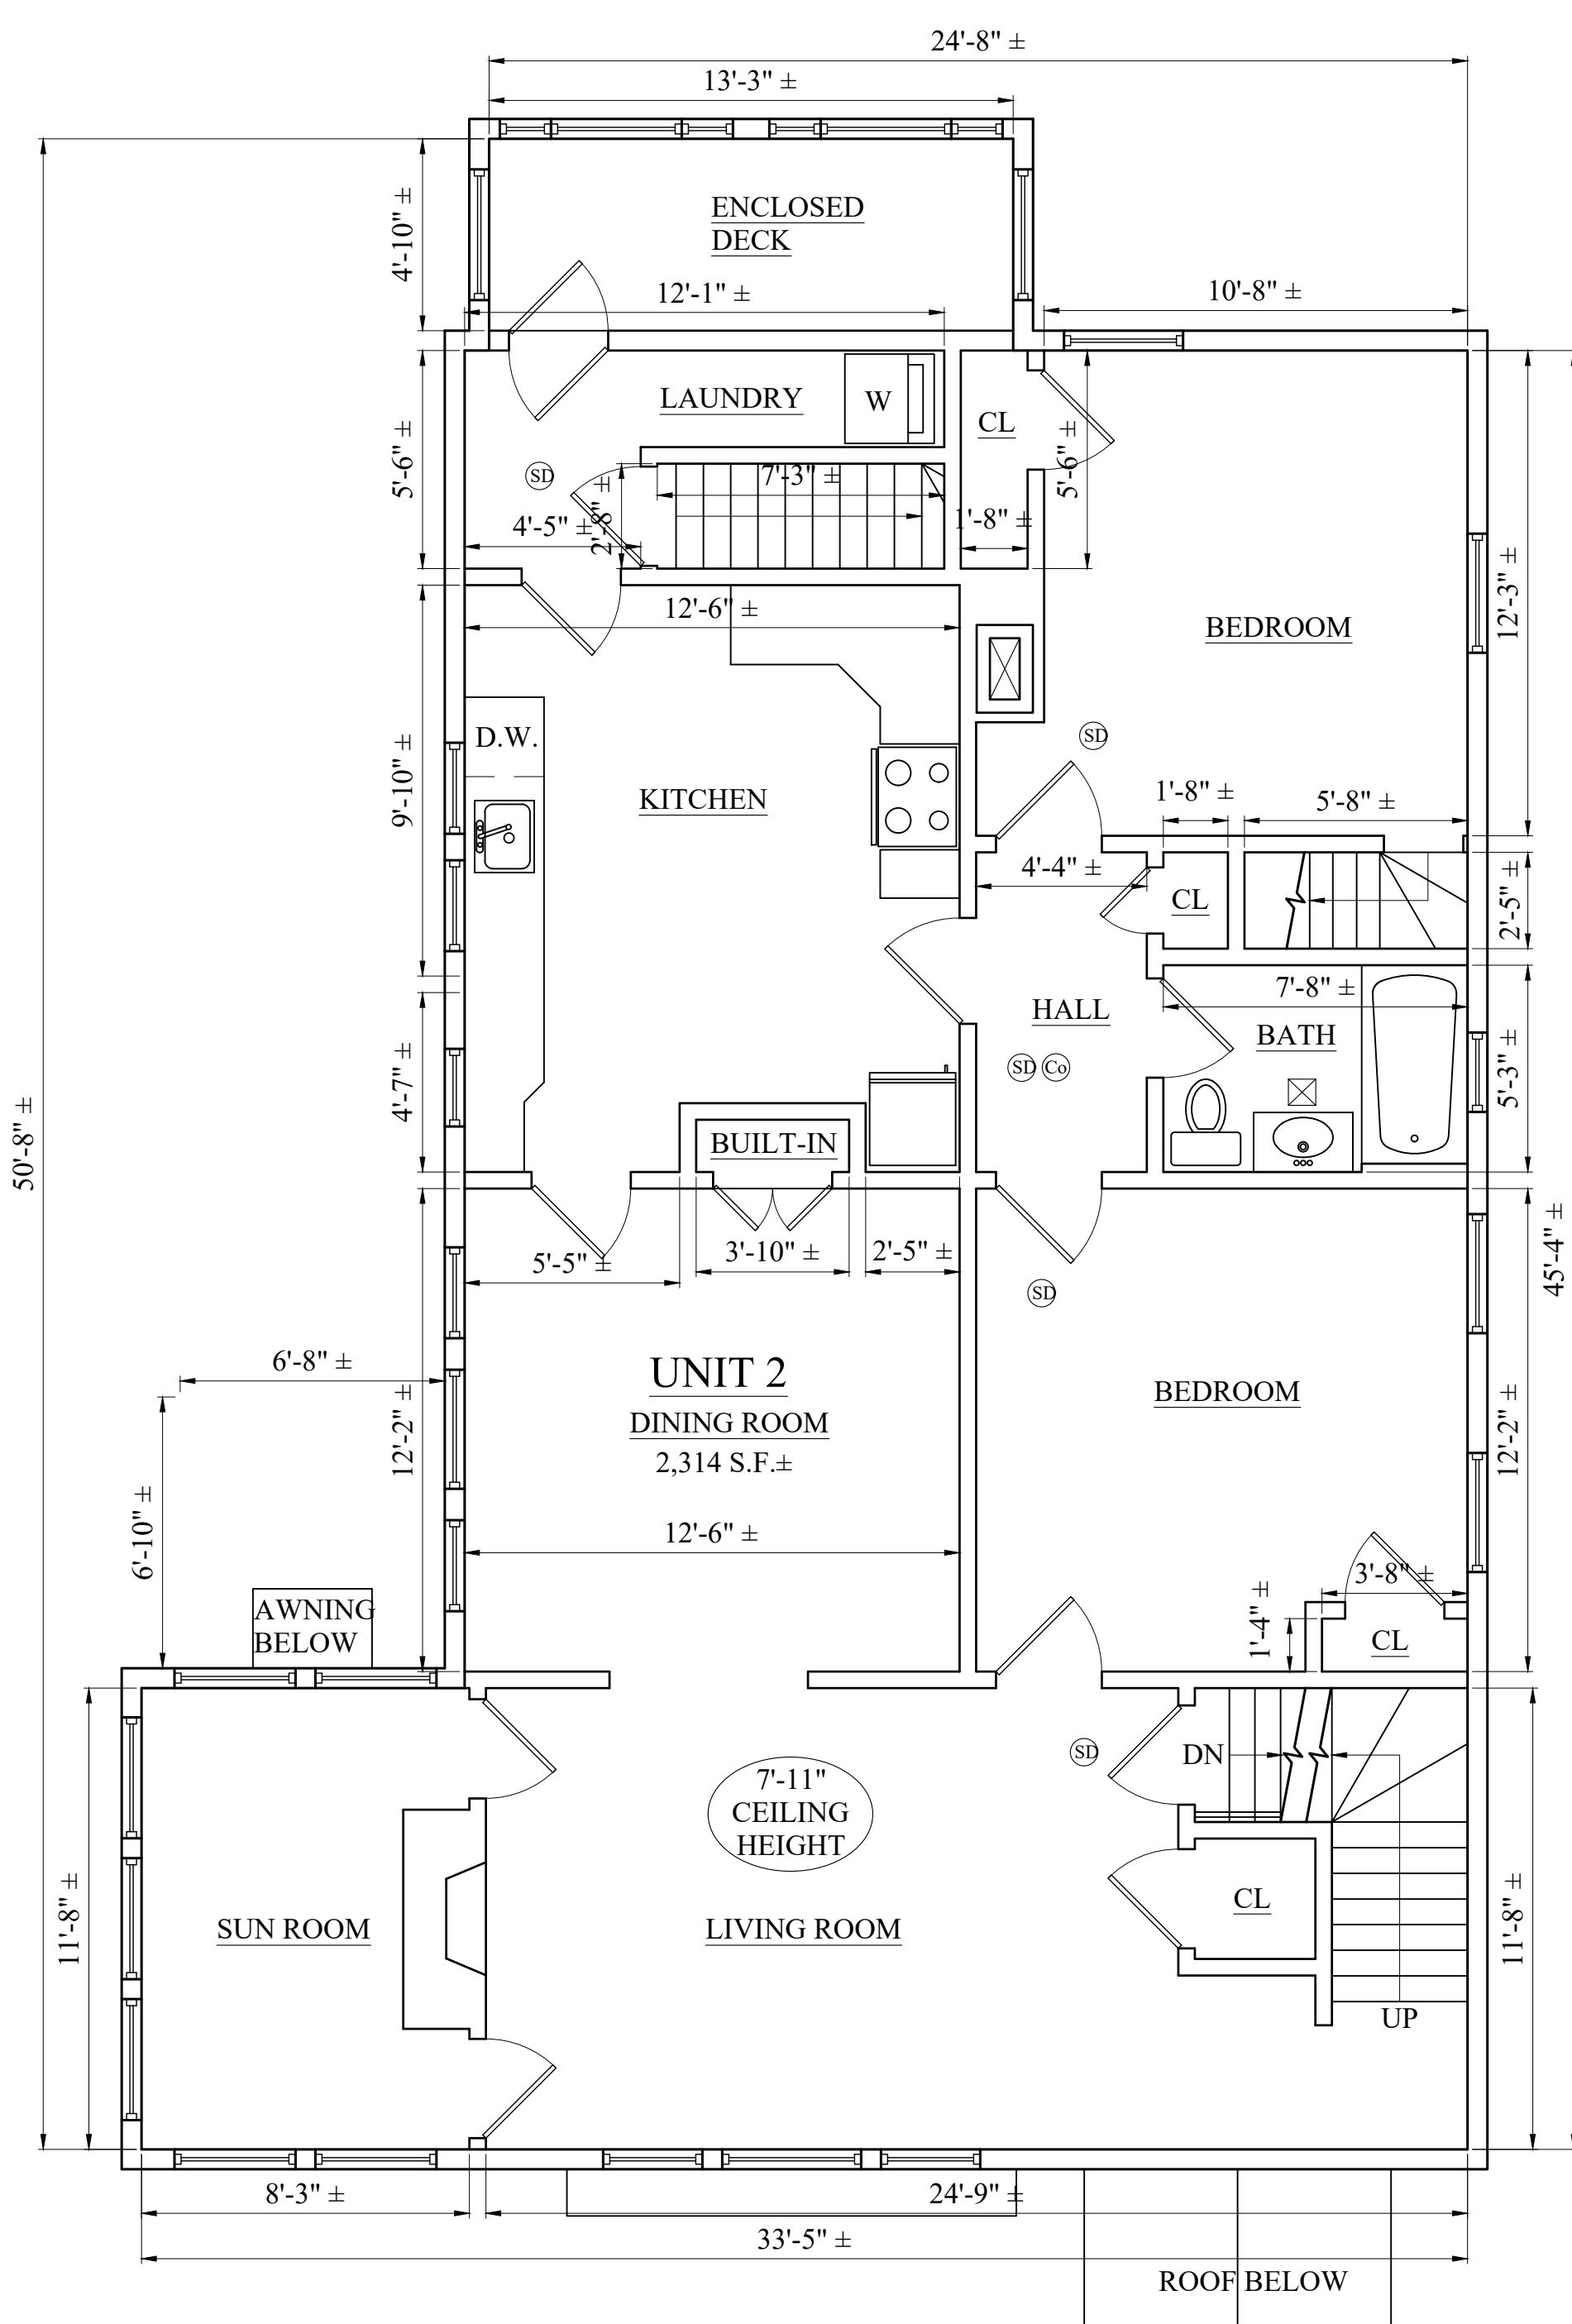 24'-8" ±
13'-3" ±
ENCLOSED
DECK
4'-10" ±
12'-1" ±
10'-8" ±
LAUNDRY
W
CL
5'-6" ±
5'-6" ±
SD
7'-3" ±
4'-5" ±
2'-8" ±
1'-8" ±
12'-3" ±
12'-6" ±
BEDROOM
D.W.
SD
KITCHEN
9'-10" ±
1'-8" ±
5'-8" ±
4'-4" ±
CL
2'-5" ±
7'-8" ±
HALL
BATH
SD
Co
4'-7" ±
5'-3" ±
50'-8" ±
BUILT-IN
5'-5" ±
3'-10" ±
2'-5" ±
45'-4" ±
SD
6'-8" ±
UNIT 2
DINING ROOM
2,314 S.F.±
BEDROOM
12'-2" ±
12'-2" ±
6'-10" ±
12'-6" ±
3'-8" ±
1'-4" ±
AWNING
BELOW
CL
SD
DN
7'-11"
CEILING
HEIGHT
CL
11'-8" ±
SUN ROOM
LIVING ROOM
11'-8" ±
UP
8'-3" ±
24'-9" ±
33'-5" ±
ROOF BELOW